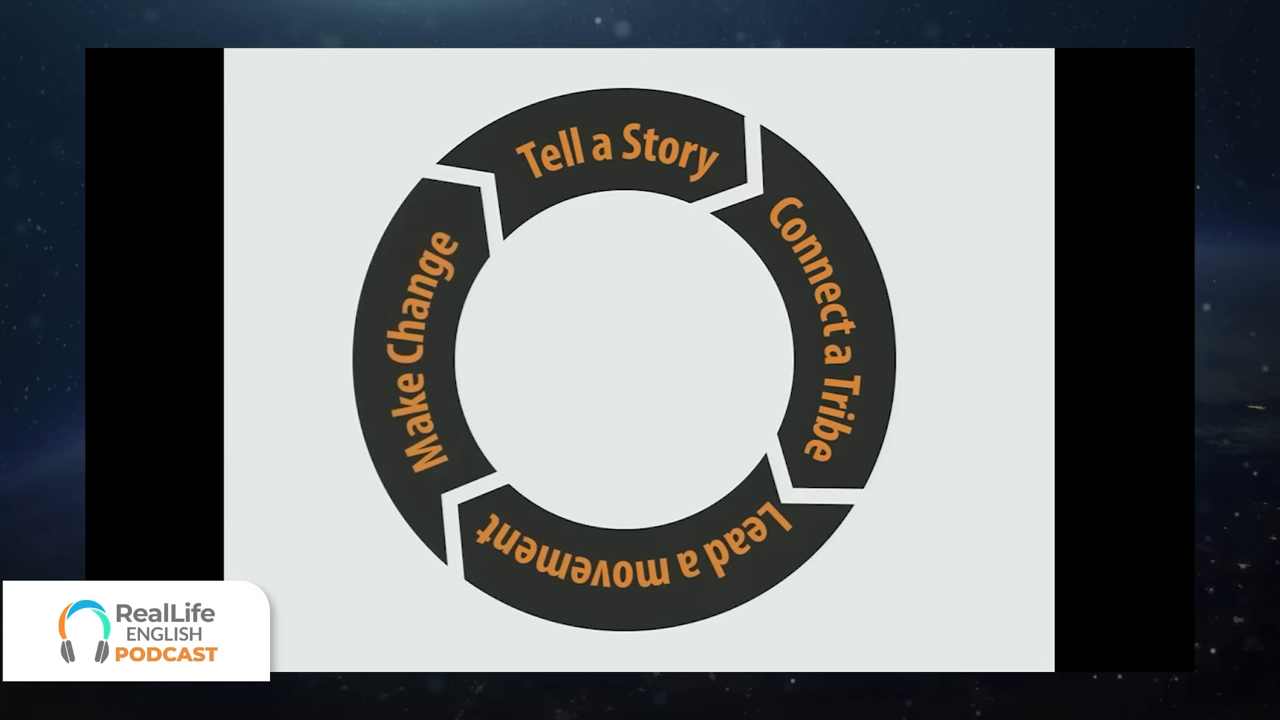 Tell a Story
Connect a Tribe
Lead a movement
Make Change
RealLife
ENGLISH
PODCAST